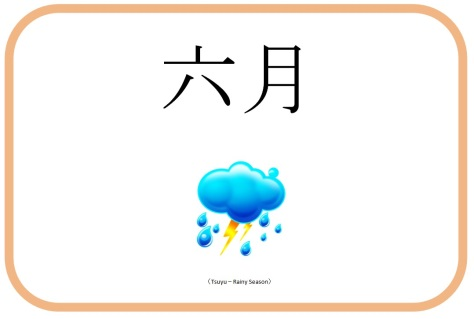 六月
（Tsuyu – Rainy Season）